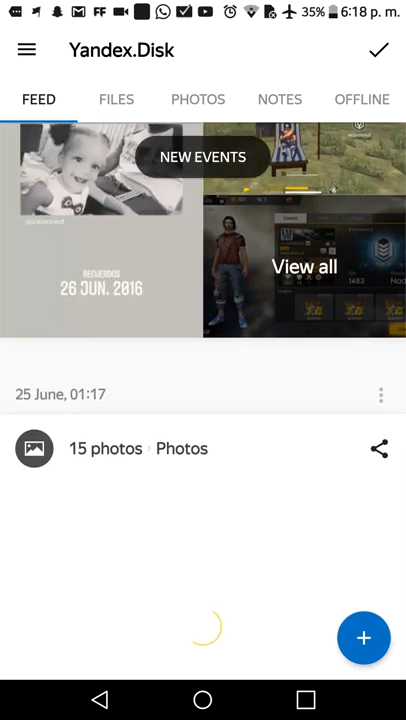 35% 6:18 p. m.
Yandex.Disk
FEED FILES PHOTOS NOTES OFFLINE
NEW EVENTS
RECUERDOS
26 JUN. 2016
View all
1483
25 June, 01:17
15 photos › Photos